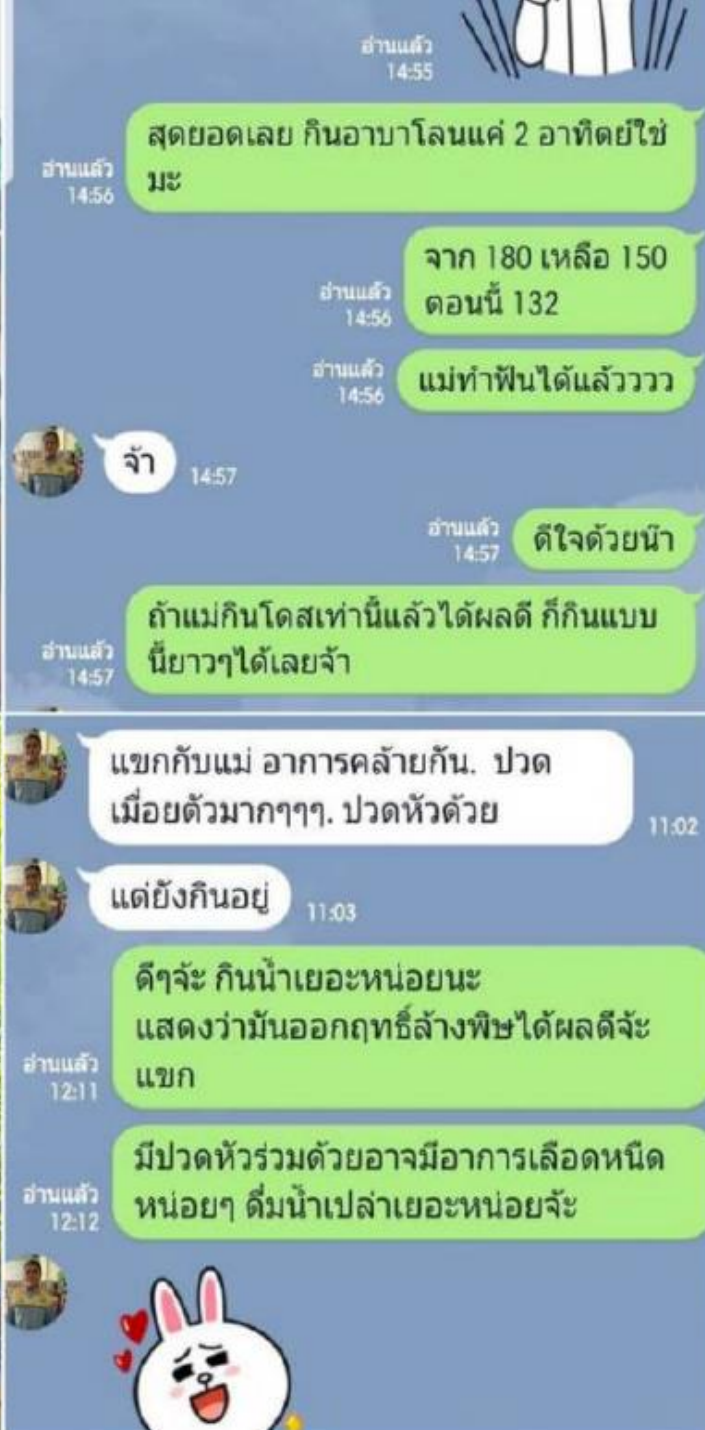 อ่านแล้ว
14:55
สุดยอดเลย กินอาบาโลนแค่ 2 อาทิตย์ใช่
มะ
อ่านแล้ว
14:56
จาก 180 เหลือ 150
ตอนนี้ 132
อ่านแล้ว
14:56
แม่ทำฟันได้แล้วววว
อ่านแล้ว
14:56
จ้า
14:57
ดีใจด้วยน๊า
อ่านแล้ว
14:57
ถ้าแม่กินโดสเท่านี้แล้วได้ผลดี ก็กินแบบ
นี้ยาวๆได้เลยจ้า
อ่านแล้ว
14:57
แขกกับแม่ อาการคล้ายกัน. ปวด
เมื่อยตัวมากๆๆๆ. ปวดหัวด้วย
11:02
แต่ยังกินอยู่
11:03
ดีๆจ้ะ กินน้ำเยอะหน่อยนะ
แสดงว่ามันออกฤทธิ์ล้างพิษได้ผลดีจ้ะ
แขก
อ่านแล้ว
12:11
มีปวดหัวร่วมด้วยอาจมีอาการเลือดหนืด
หน่อยๆ ดื่มน้ำเปล่าเยอะหน่อยจ้ะ
อ่านแล้ว
12:12